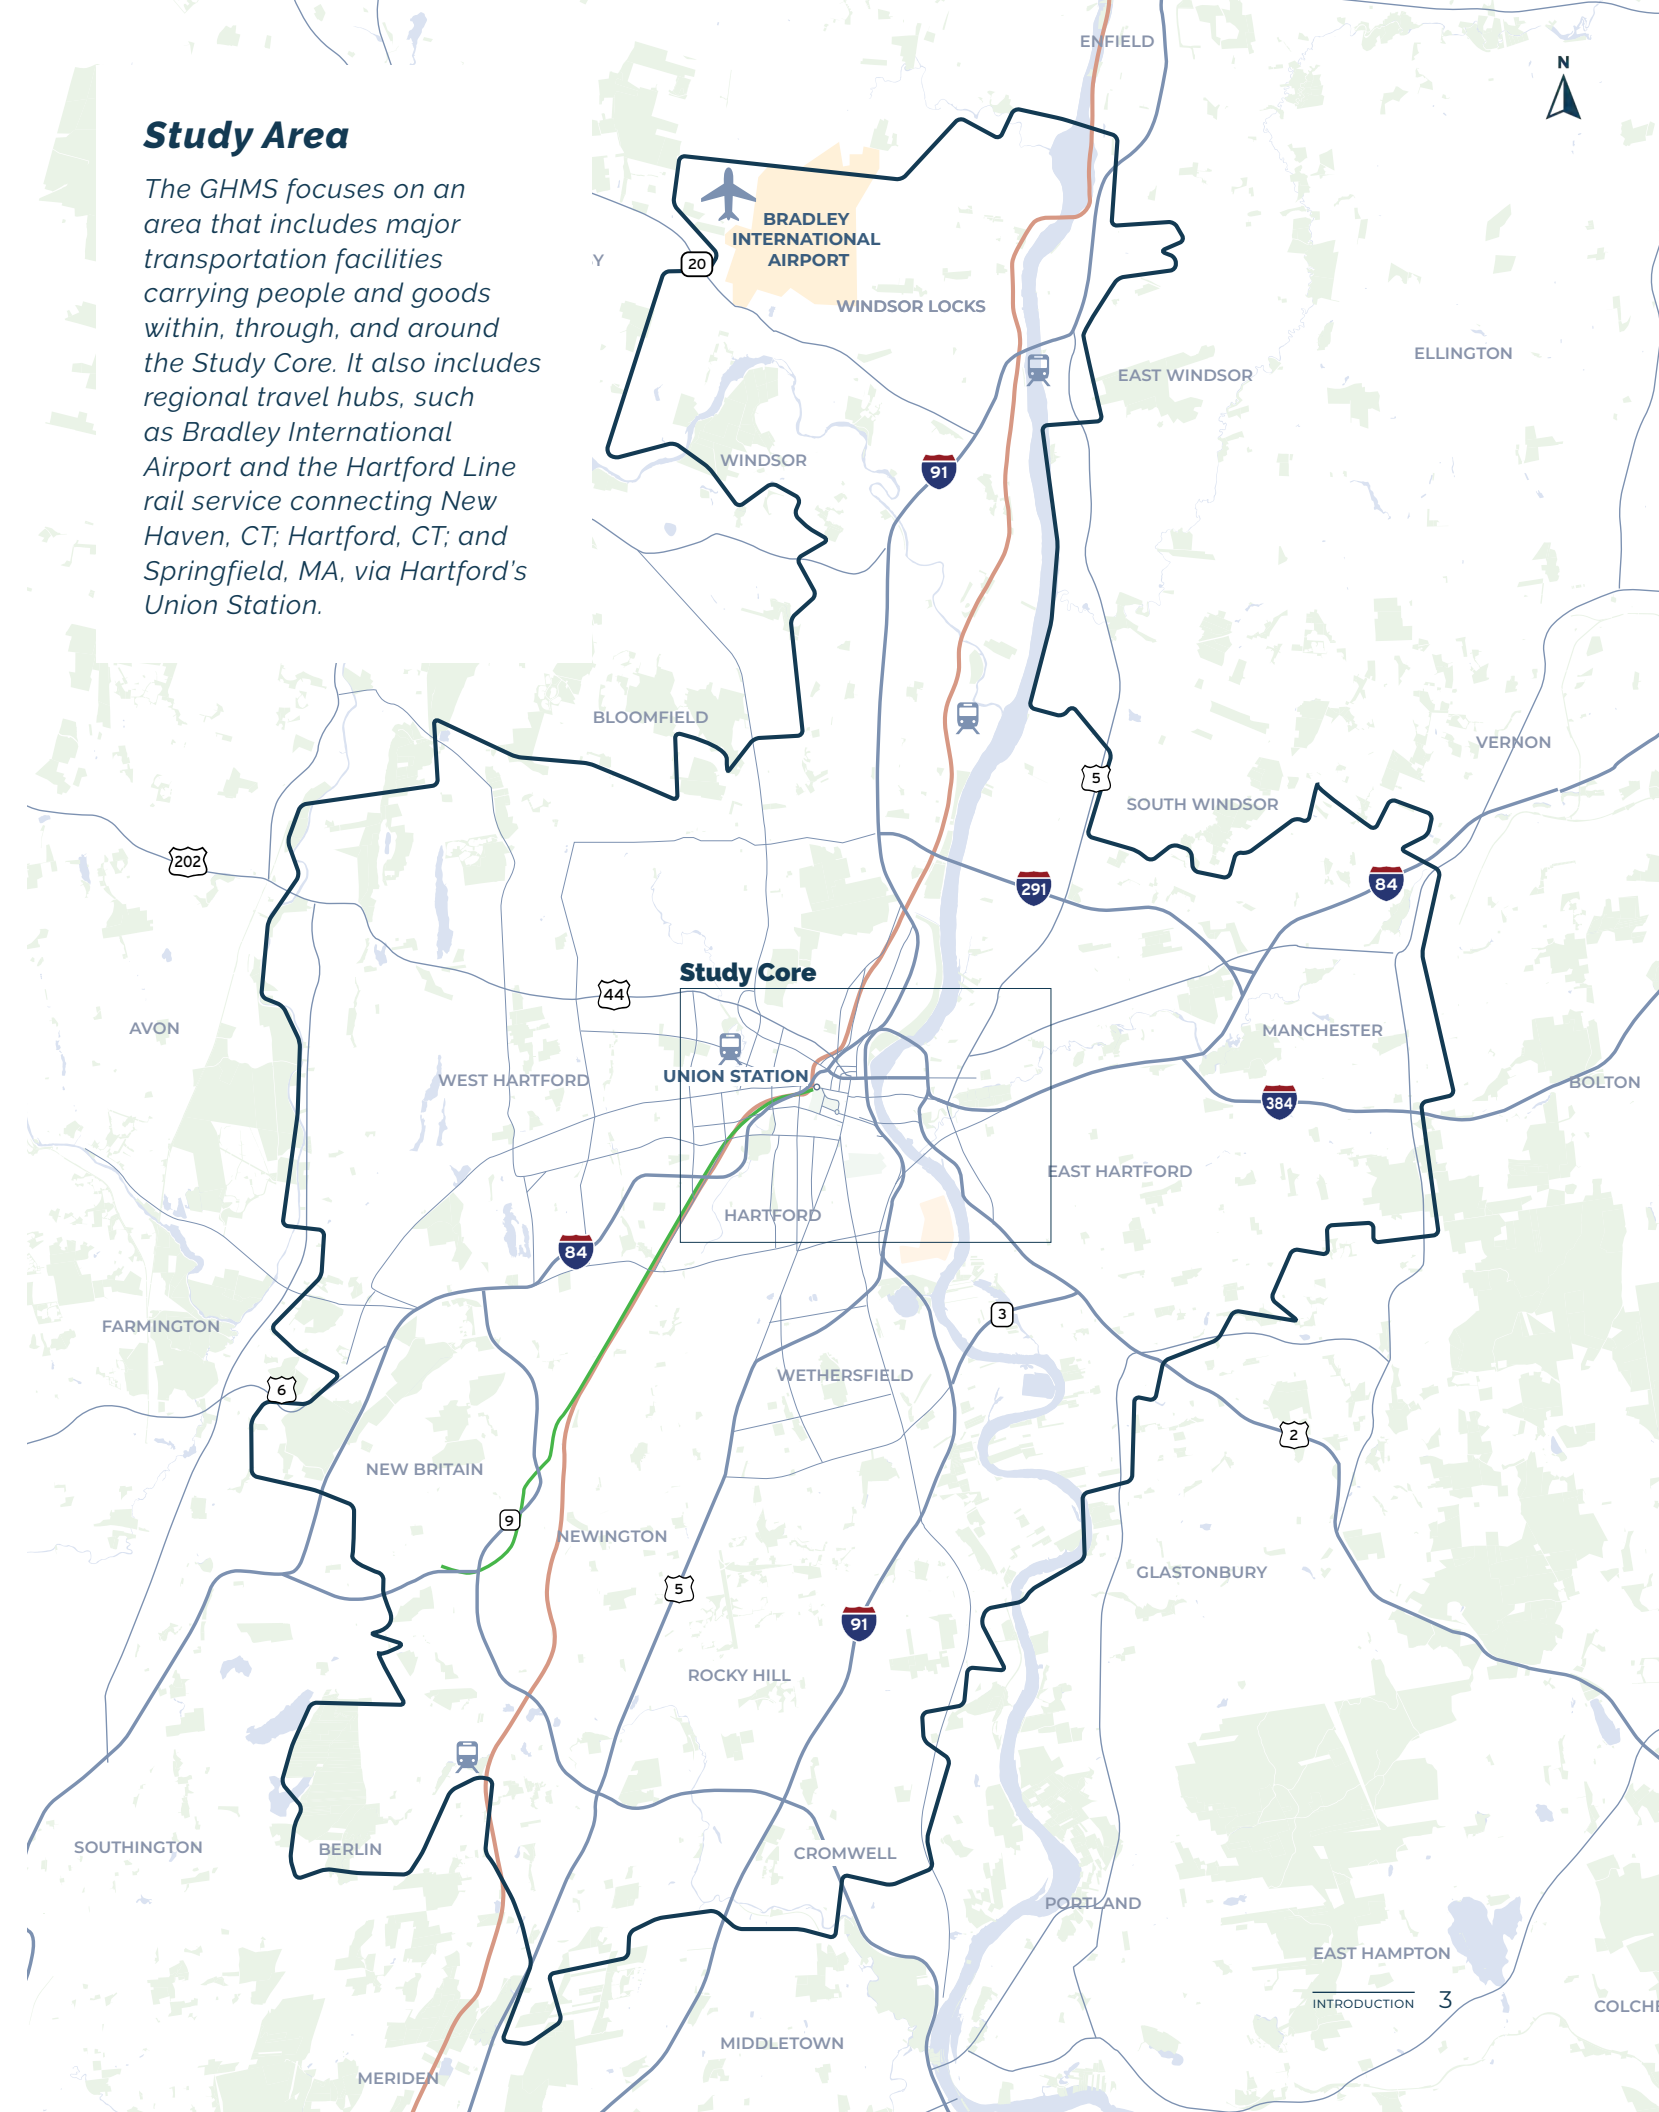 ENFIELD
N
Study Area
The GHMS focuses on an
area that includes major
transportation facilities
carrying people and goods
within, through, and around
the Study Core. It also includes
regional travel hubs, such
as Bradley International
Airport and the Hartford Line
rail service connecting New
Haven, CT; Hartford, CT; and
Springfield, MA, via Hartford’s
Union Station.
BRADLEY
INTERNATIONAL
AIRPORT
Y
20
WINDSOR LOCKS
ELLINGTON
EAST WINDSOR
WINDSOR
91
BLOOMFIELD
VERNON
5
SOUTH WINDSOR
202
291
84
Study Core
44
AVON
MANCHESTER
UNION STATION
WEST HARTFORD
BOLTON
384
EAST HARTFORD
HARTFORD
84
3
FARMINGTON
WETHERSFIELD
6
2
NEW BRITAIN
9
NEWINGTON
GLASTONBURY
5
91
ROCKY HILL
SOUTHINGTON
BERLIN
CROMWELL
PORTLAND
EAST HAMPTON
INTRODUCTION 3
COLCHE
MIDDLETOWN
MERIDEN